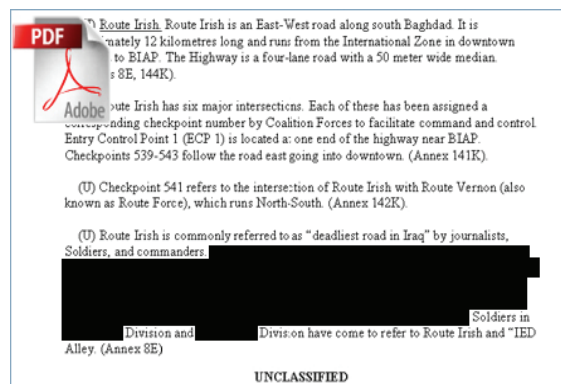 PDF
Adobe
(U) Route Irish. Route Irish is an East-West road along south Baghdad. It is
mately 12 kilometres long and runs from the International Zone in downtown
to BIAP. The Highway is a four-lane road with a 50 meter wide median.
s 8E, 144K).
oute Irish has six major intersections. Each of these has been assigned a
ponding checkpoint number by Coalition Forces to facilitate command and control.
Entry Control Point 1 (ECP 1) is located at one end of the highway near BIAP.
Checkpoints 539-543 follow the road east going into downtown. (Annex 141K).
(U) Checkpoint 541 refers to the intersection of Route Irish with Route Vernon (also
known as Route Force), which runs North-South. (Annex 142K).
(U) Route Irish is commonly referred to as “deadliest road in Iraq” by journalists,
Soldiers, and commanders.
Soldiers in
Division and Division have come to refer to Route Irish and “IED
Alley. (Annex 8E)
UNCLASSIFIED